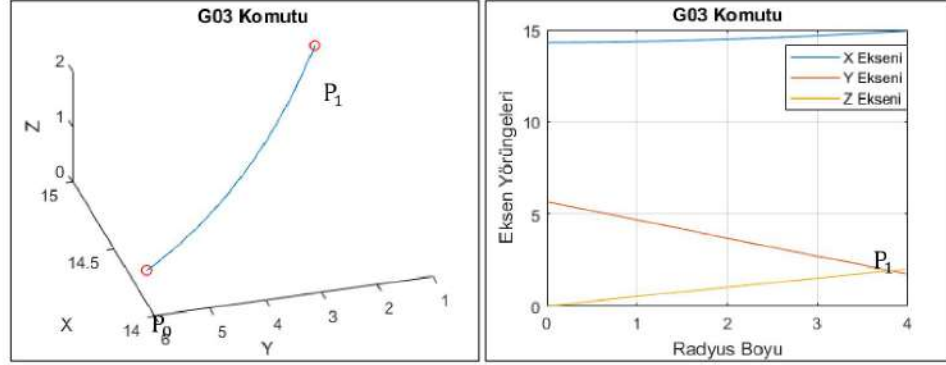 G03 Komutu
P₁
2
1
0
Z
15
14.5
14
X
P₀
6
5
4
3
2
1
Y
G03 Komutu
15
10
5
0
Eksen Yörüngeleri
X Ekseni
Y Ekseni
Z Ekseni
P₁
0 1 2 3 4
Radyus Boyu